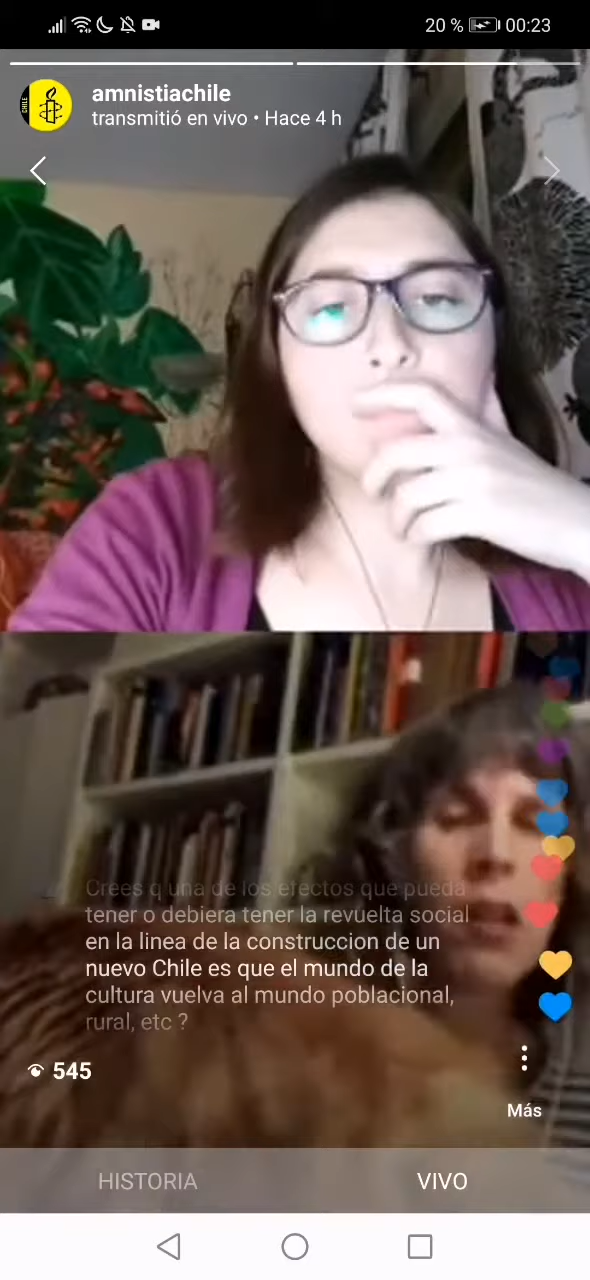 20 % 00:23
CHILE
amnistiachile
transmitió en vivo • Hace 4 h
Crees q una de los efectos que pueda
tener o debiera tener la revuelta social
en la linea de la construccion de un
nuevo Chile es que el mundo de la
cultura vuelva al mundo poblacional,
rural, etc ?
545
Más
HISTORIA VIVO